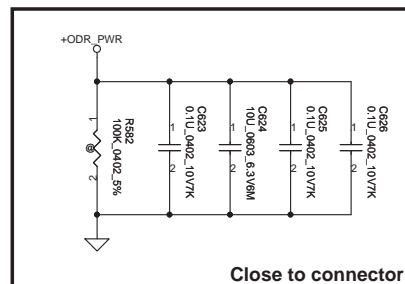 +ODR_PWR
1
2
@
R582
100K_0402_5%
1
2
C623
0.1U_0402_10V7K
1
2
C624
10U_0603_6.3V6M
1
2
C625
0.1U_0402_10V7K
1
2
C626
0.1U_0402_10V7K
Close to connector